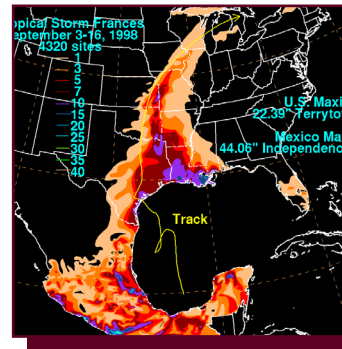 opical Storm Frances
eptember 3-16, 1998
4320 sites
1
3
5
7
10
15
20
25
30
35
40
U.S. Maxi
22.39" Terryto
Mexico Ma
44.06" Independenc
Track